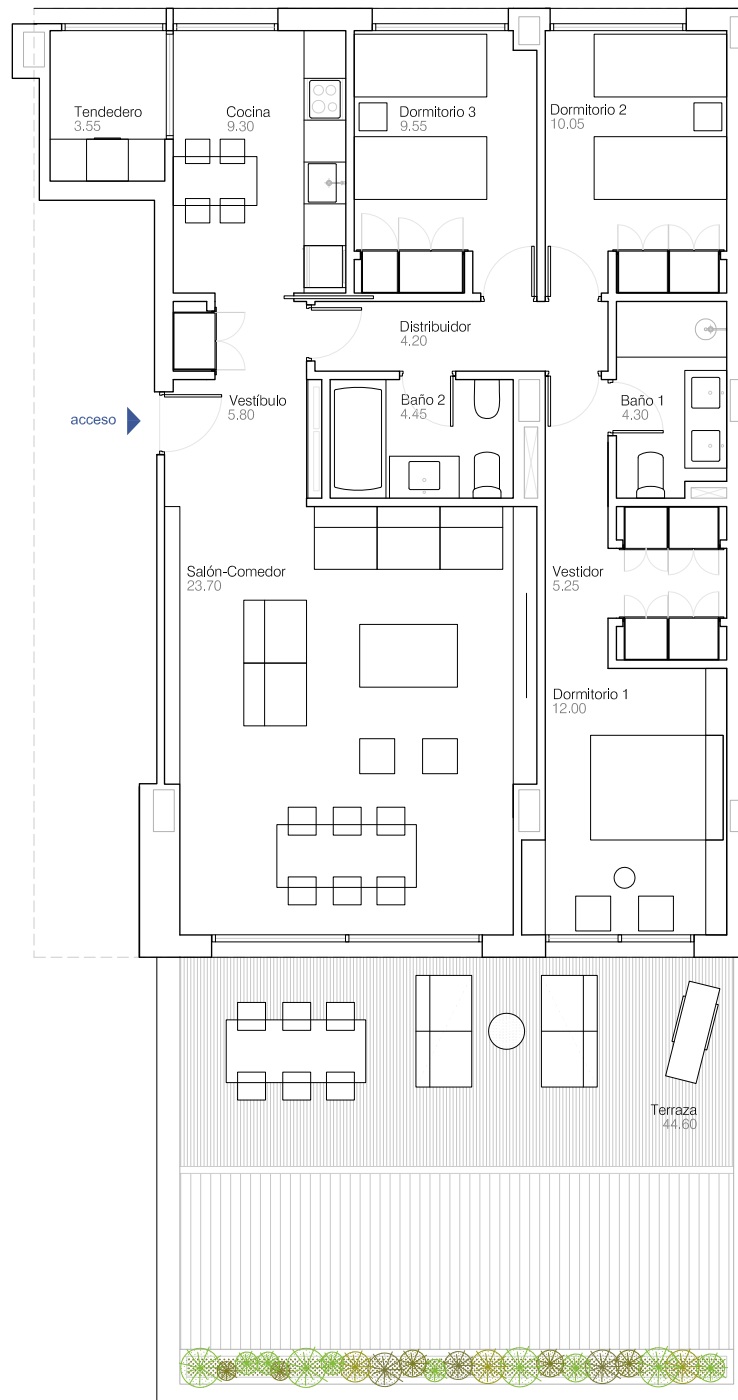 Tendedero
3.55
Cocina
9.30
Dormitorio 3
9.55
Dormitorio 2
10.05
Distribuidor
4.20
Vestíbulo
5.80
Baño 2
4.45
Baño 1
4.30
acceso
Salón-Comedor
23.70
Vestidor
5.25
Dormitorio 1
12.00
Terraza
44.60